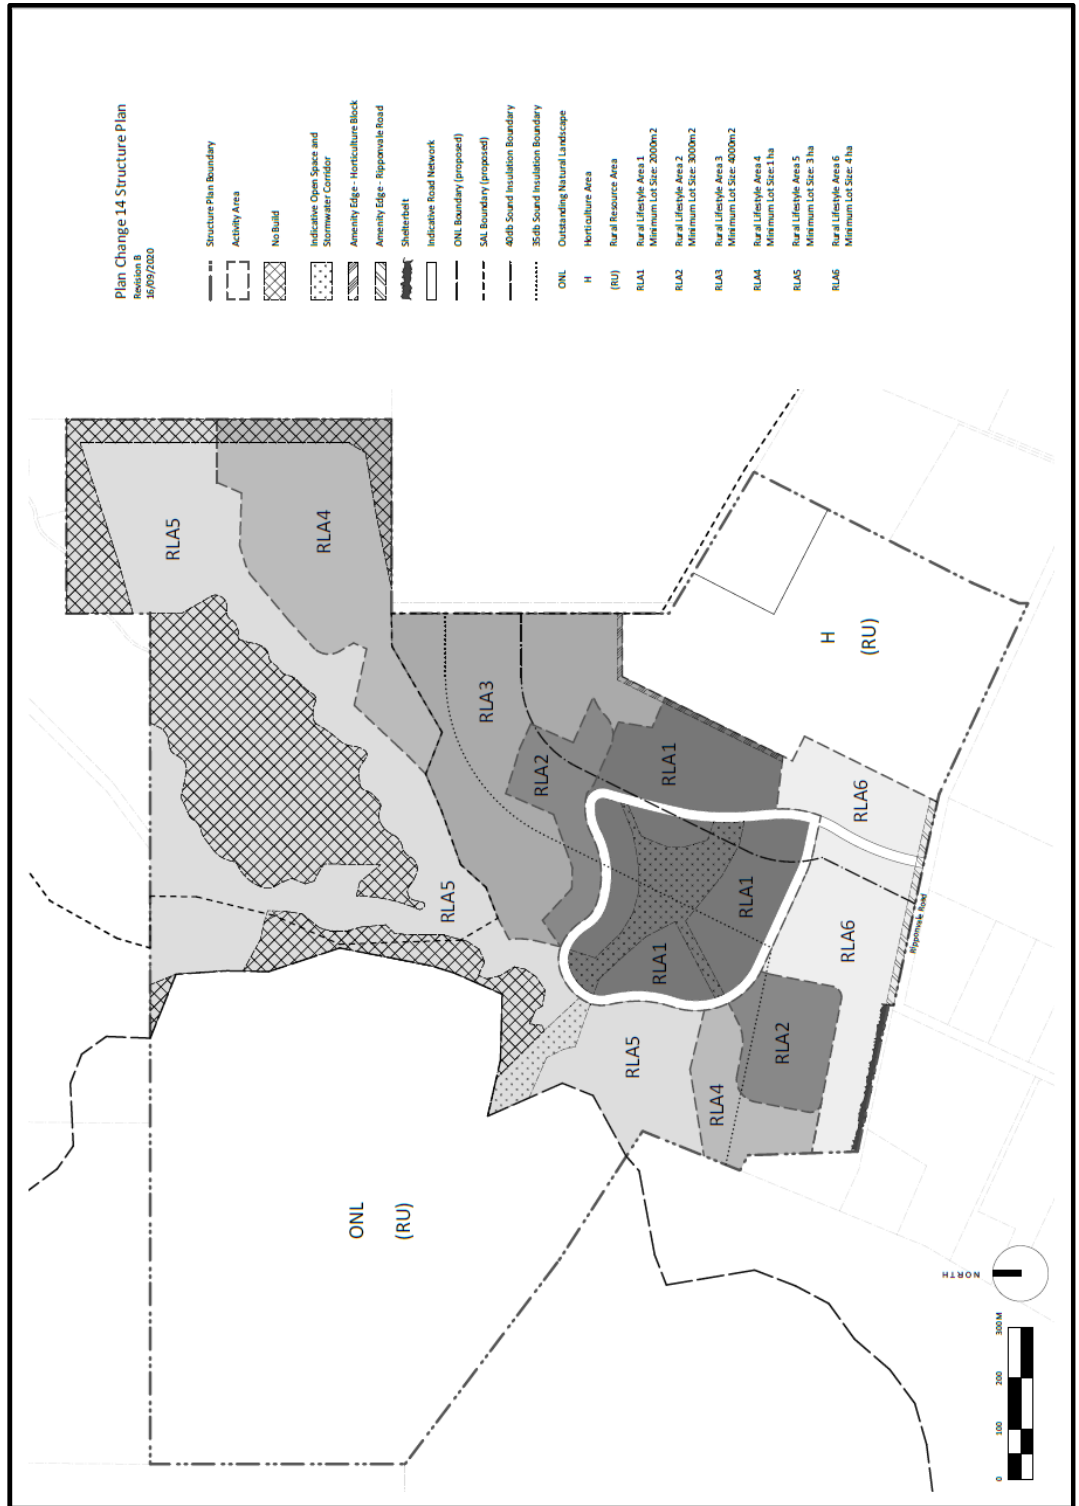 Plan Change 14 Structure Plan
Revision B
16/09/2020
Structure Plan Boundary
Activity Area
No Build
Indicative Open Space and
Stormwater Corridor
Amenity Edge - Horticulture Block
Amenity Edge - Ripponvale Road
Shelterbelt
Indicative Road Network
ONL Boundary (proposed)
SAL Boundary (proposed)
40db Sound Insulation Boundary
35db Sound Insulation Boundary
ONL Outstanding Natural Landscape
H Horticulture Area
(RU) Rural Resource Area
RLA1 Rural Lifestyle Area 1
Minimum Lot Size: 2000m2
RLA2 Rural Lifestyle Area 2
Minimum Lot Size: 3000m2
RLA3 Rural Lifestyle Area 3
Minimum Lot Size: 4000m2
RLA4 Rural Lifestyle Area 4
Minimum Lot Size: 1 ha
RLA5 Rural Lifestyle Area 5
Minimum Lot Size: 3 ha
RLA6 Rural Lifestyle Area 6
Minimum Lot Size: 4 ha
RLA5
RLA4
RLA3
RLA2
RLA1
RLA5
RLA1
RLA1
RLA6
H
(RU)
RLA6
RLA5
RLA4
RLA2
Ripponvale Road
ONL
(RU)
NORTH
0 100 200 300M